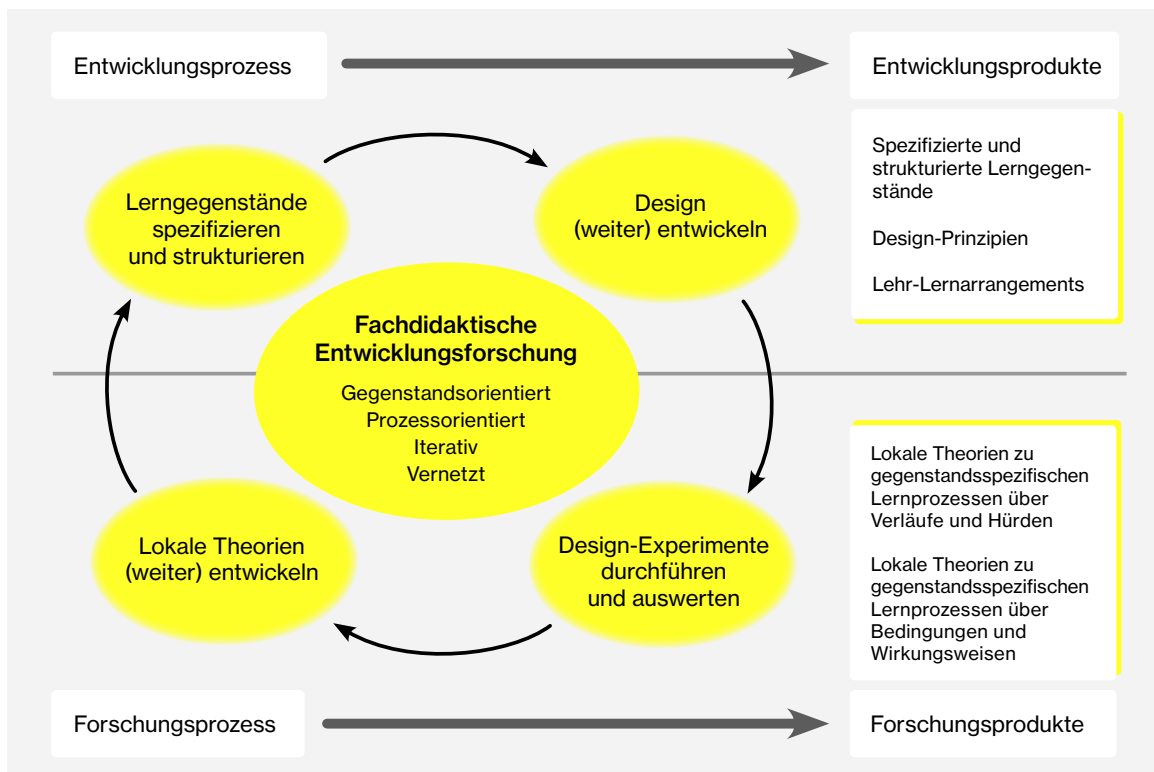 Entwicklungsprozess
Entwicklungsprodukte
Spezifizierte und
strukturierte Lerngegen-
stände
Design-Prinzipien
Lehr-Lernarrangements
Lerngegenstände
spezifizieren
und strukturieren
Design
(weiter) entwickeln
Fachdidaktische
Entwicklungsforschung
Gegenstandsorientiert
Prozessorientiert
Iterativ
Vernetzt
Lokale Theorien
(weiter) entwickeln
Design-Experimente
durchführen
und auswerten
Lokale Theorien zu
gegenstandsspezifischen
Lernprozessen über
Verläufe und Hürden
Lokale Theorien zu
gegenstandsspezifischen
Lernprozessen über
Bedingungen und
Wirkungsweisen
Forschungsprozess
Forschungsprodukte